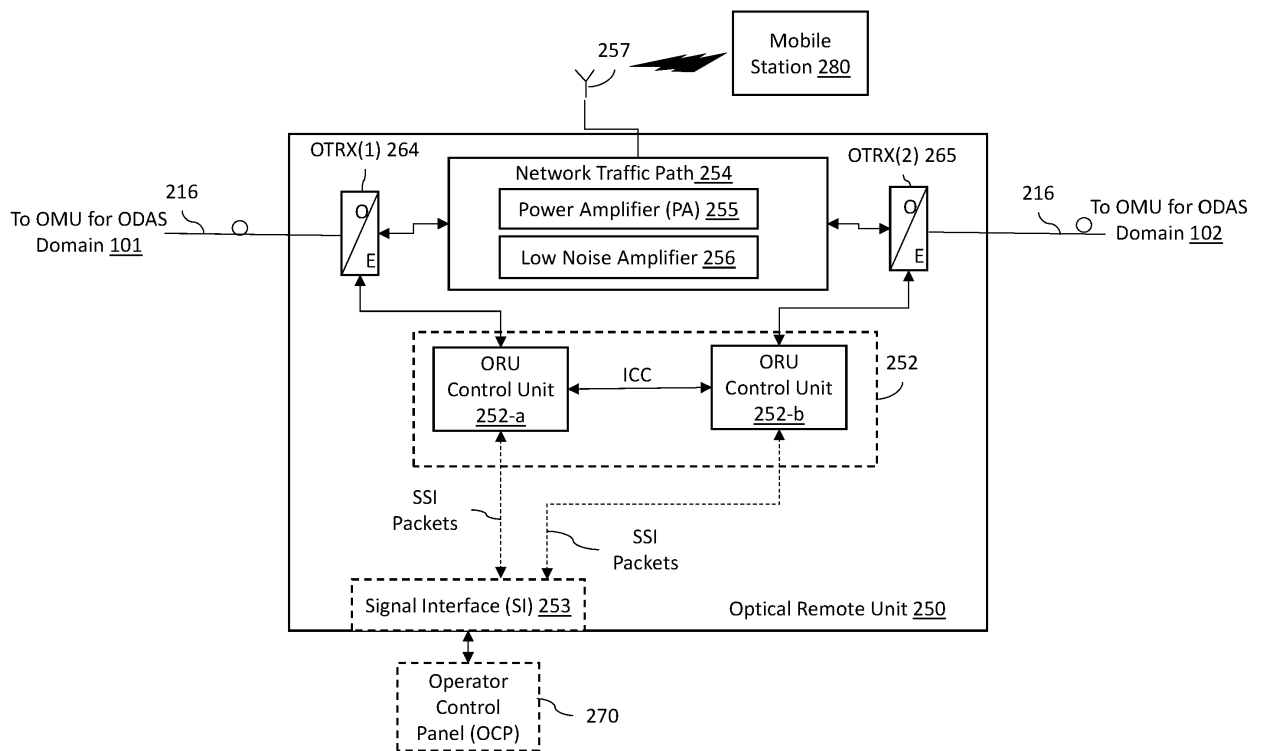 257
Mobile
Station 280
OTRX(1) 264
Network Traffic Path 254
OTRX(2) 265
216
To OMU for ODAS
Domain 101
O
E
Power Amplifier (PA) 255
Low Noise Amplifier 256
O
E
216
To OMU for ODAS
Domain 102
ORU
Control Unit
252-a
ICC
ORU
Control Unit
252-b
252
SSI
Packets
SSI
Packets
Signal Interface (SI) 253
Optical Remote Unit 250
Operator
Control
Panel (OCP)
270